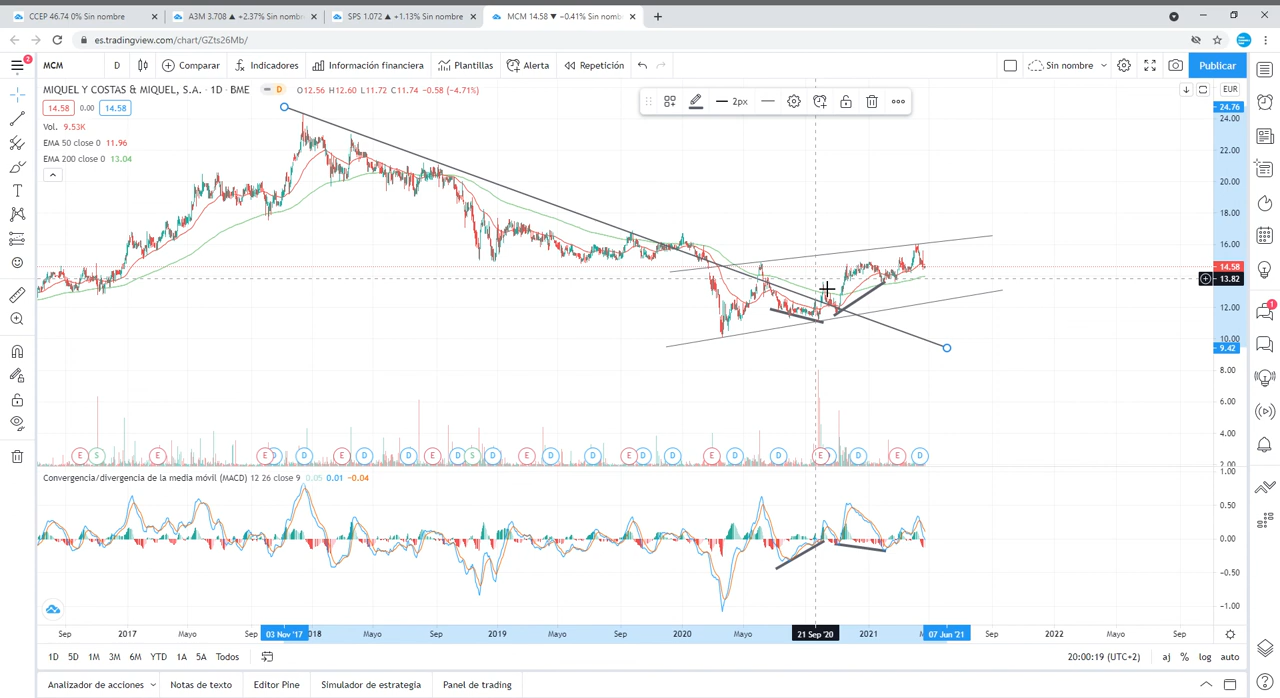 CCEP 46.74 0% Sin nombre
A3M 3.708 ▲ +2.37% Sin nombr
SPS 1.072 ▲ +1.13% Sin nombre
MCM 14.58 ▼ −0.41% Sin nomb
es.tradingview.com/chart/GZts26Mb/
2
MCM
D
Comparar
Indicadores
Información financiera
Plantillas
Alerta
Repetición
Sin nombre
Publicar
MIQUEL Y COSTAS & MIQUEL, S.A. · 1D · BME
D
O12.56 H12.60 L11.72 C11.74 −0.58 (−4.71%)
2px
EUR
14.58 0.00 14.58
Vol. 9.53K
EMA 50 close 0 11.96
EMA 200 close 0 13.04
24.76
24.00
22.00
20.00
18.00
16.00
14.58
13.82
12.00
10.00
9.42
8.00
6.00
4.00
2.00
1
E S E E D D E D D E D S D E D D E D E D D E D E D E D
Convergencia/divergencia de la media móvil (MACD) 12 26 close 9 0.05 0.01 −0.04
1.00
0.50
0.00
−0.50
−1.00
Sep 2017 Mayo Sep 03 Nov '17 018 Mayo Sep 2019 Mayo Sep 2020 Mayo 21 Sep '20 2021 M 07 Jun '21 Sep 2022 Mayo Sep
1D 5D 1M 3M 6M YTD 1A 5A Todos
20:00:19 (UTC+2)
aj % log auto
Analizador de acciones
Notas de texto
Editor Pine
Simulador de estrategia
Panel de trading